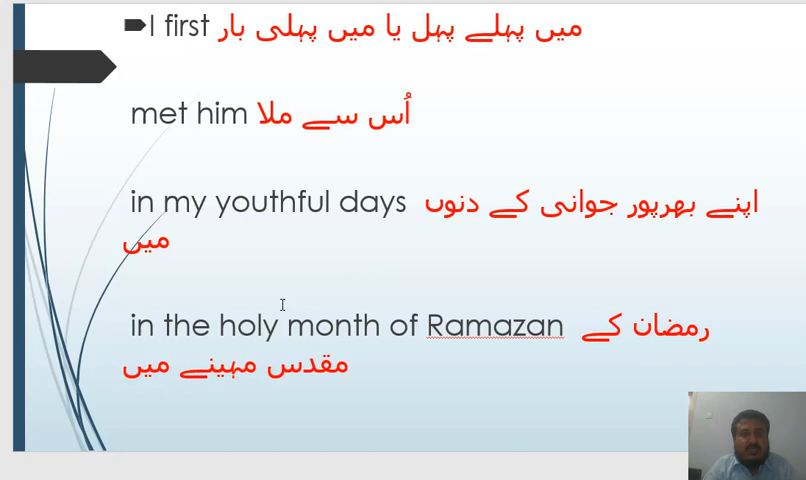 I first میں پہلے پہل یا میں پہلی بار
met him اُس سے ملا
in my youthful days اپنے بھرپور جوانی کے دنوں
میں
in the holy month of Ramazan رمضان کے
مقدس مہینے میں